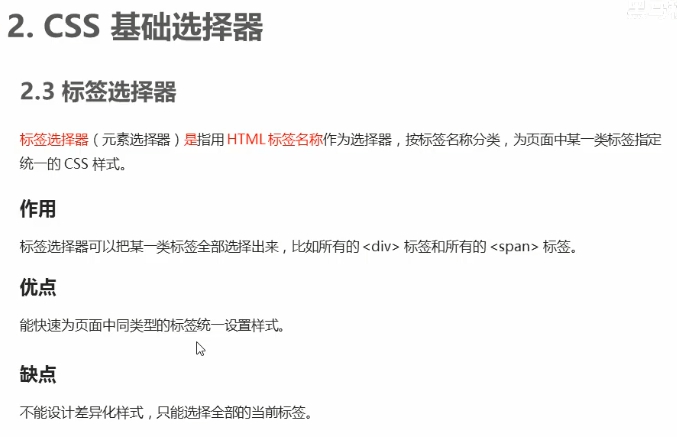 2. CSS 基础选择器
2.3 标签选择器
标签选择器（元素选择器）是指用 HTML 标签名称作为选择器，按标签名称分类，为页面中某一类标签指定
统一的 CSS 样式。
作用
标签选择器可以把某一类标签全部选择出来，比如所有的 <div> 标签和所有的 <span> 标签。
优点
能快速为页面中同类型的标签统一设置样式。
缺点
不能设计差异化样式，只能选择全部的当前标签。